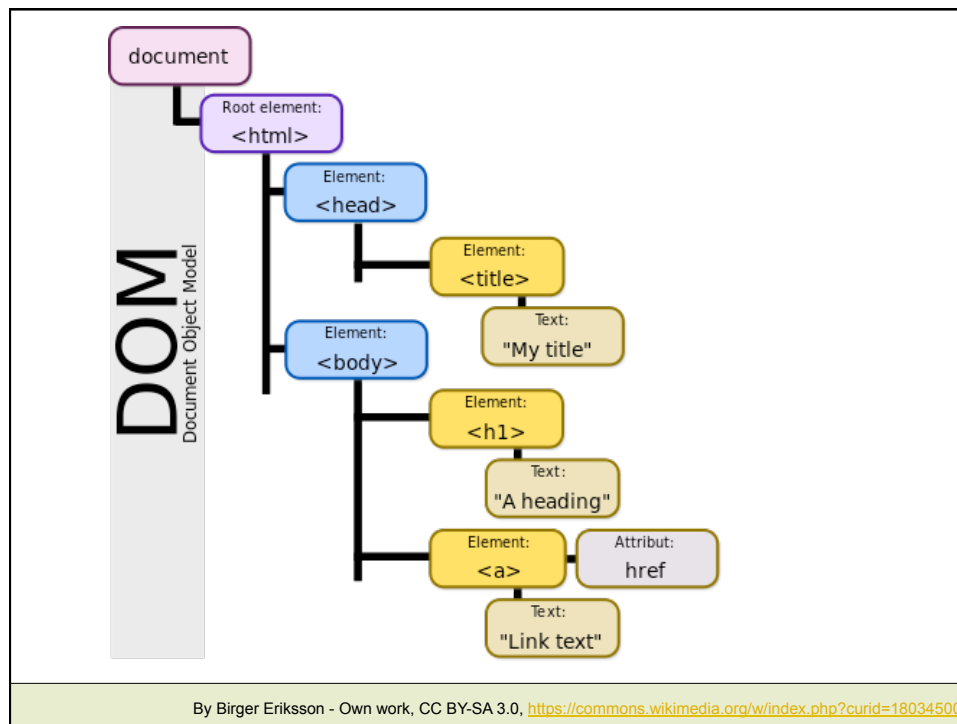 document
Root element:
<html>
Element:
<head>
Element:
<title>
Text:
"My title"
Element:
<body>
Element:
<h1>
Text:
"A heading"
Element:
<a>
Attribut:
href
Text:
"Link text"
DOM
Document Object Model
By Birger Eriksson - Own work, CC BY-SA 3.0, https://commons.wikimedia.org/w/index.php?curid=18034500